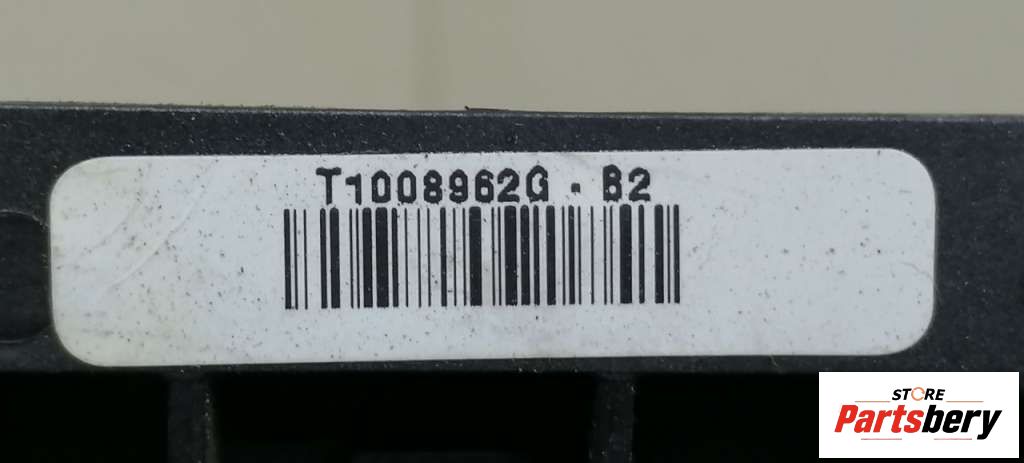 T1008962G - B2
STORE
Partsbery